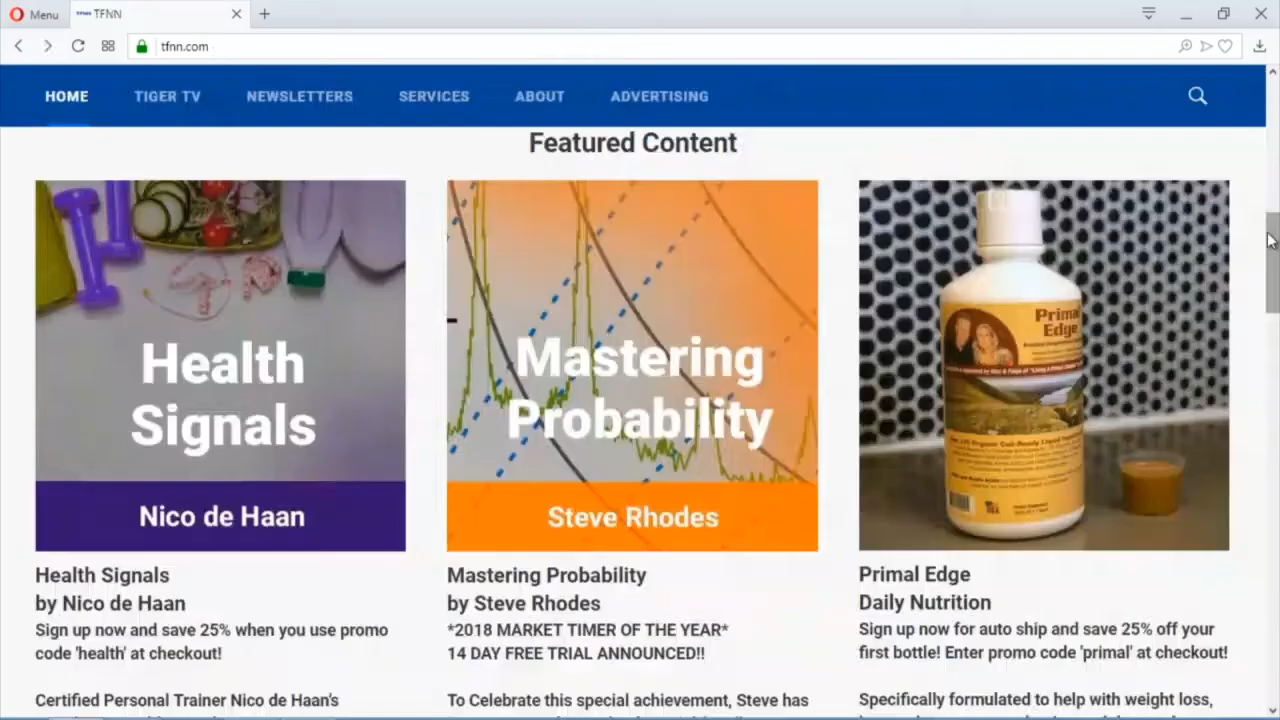 Menu
TFNN
tfnn.com
HOME
TIGER TV
NEWSLETTERS
SERVICES
ABOUT
ADVERTISING
Featured Content
Health
Signals
Nico de Haan
Mastering
Probability
Steve Rhodes
Primal
Edge
Health Signals
by Nico de Haan
Sign up now and save 25% when you use promo
code 'health' at checkout!
Certified Personal Trainer Nico de Haan's
Mastering Probability
by Steve Rhodes
*2018 MARKET TIMER OF THE YEAR*
14 DAY FREE TRIAL ANNOUNCED!!
To Celebrate this special achievement, Steve has
Primal Edge
Daily Nutrition
Sign up now for auto ship and save 25% off your
first bottle! Enter promo code 'primal' at checkout!
Specifically formulated to help with weight loss,